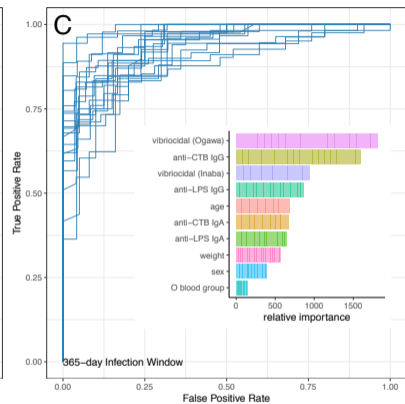 C
1.00
0.75
0.50
0.25
0.00
True Positive Rate
vibriocidal (Ogawa)
anti-CTB IgG
vibriocidal (Inaba)
anti-LPS IgG
age
anti-CTB IgA
anti-LPS IgA
weight
sex
O blood group
0 500 1000 1500
relative importance
365-day Infection Window
0.00 0.25 0.50 0.75 1.00
False Positive Rate